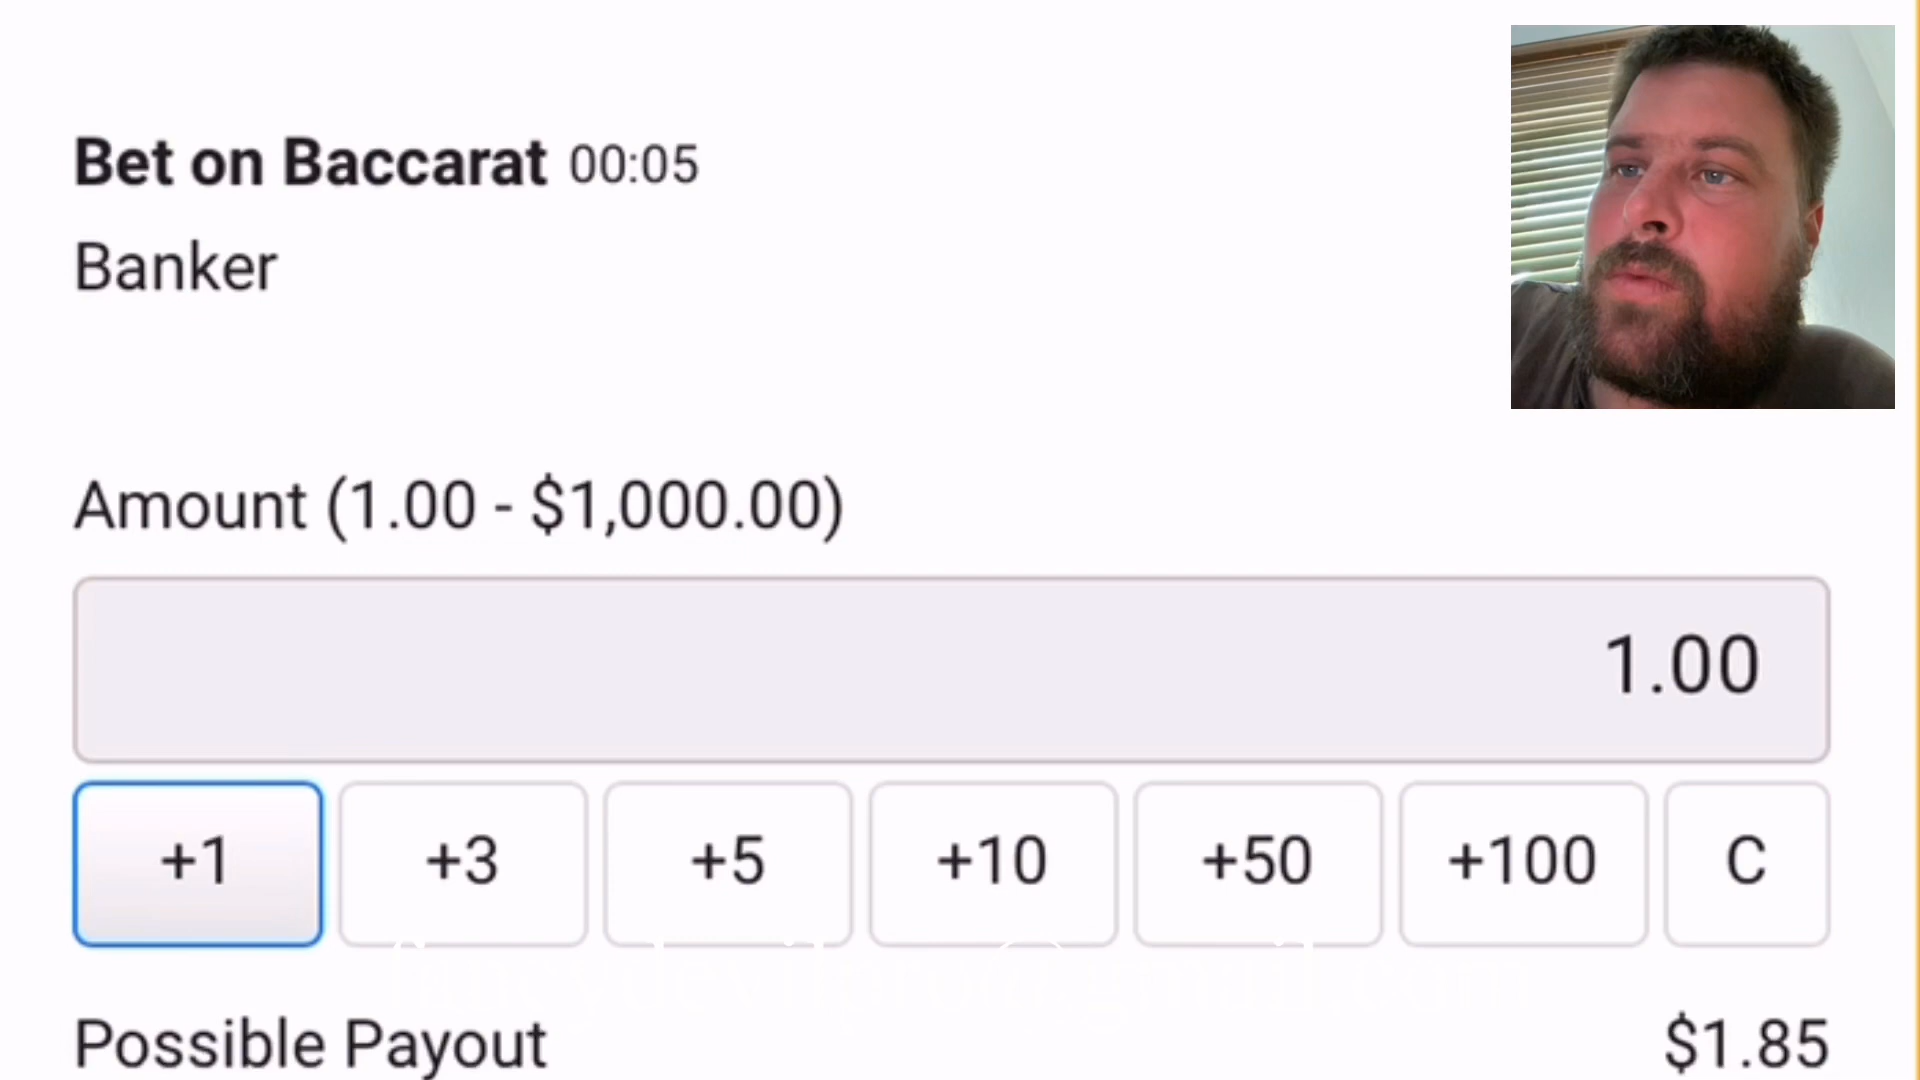 Bet on Baccarat 00:05
Banker
Amount (1.00 - $1,000.00)
1.00
+1 +3 +5 +10 +50 +100 C
Possible Payout $1.85